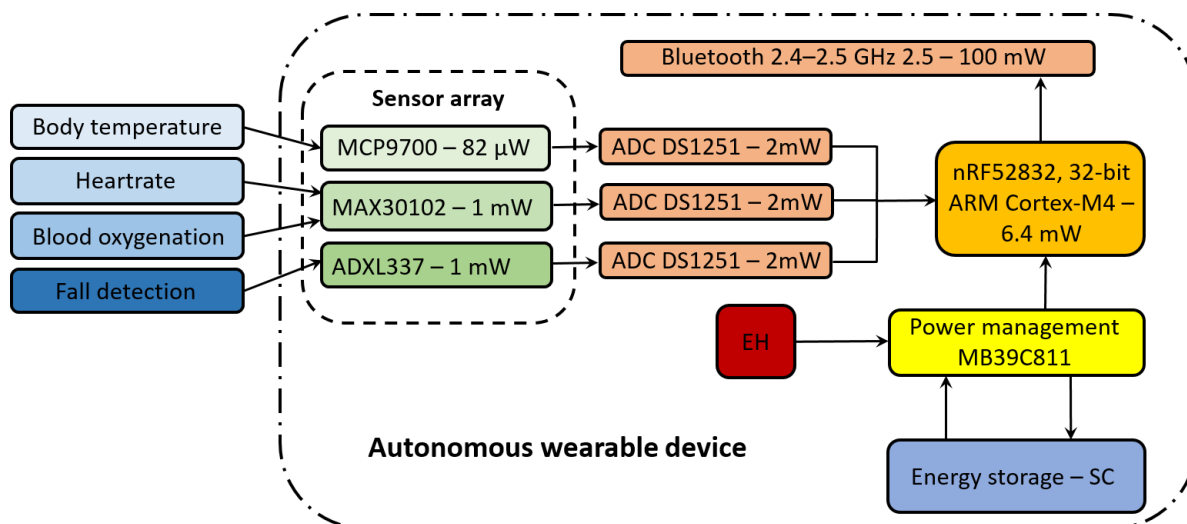 Bluetooth 2.4–2.5 GHz 2.5 – 100 mW
Sensor array
Body temperature
Heartrate
Blood oxygenation
Fall detection
MCP9700 – 82 µW
MAX30102 – 1 mW
ADXL337 – 1 mW
ADC DS1251 – 2mW
ADC DS1251 – 2mW
ADC DS1251 – 2mW
nRF52832, 32-bit
ARM Cortex-M4 –
6.4 mW
EH
Power management
MB39C811
Autonomous wearable device
Energy storage – SC